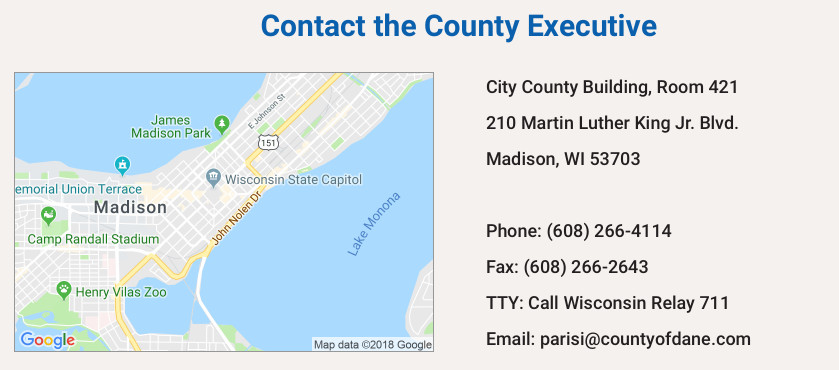 Contact the County Executive
James
Madison Park
E Johnson St
151
emorial Union Terrace
Wisconsin State Capitol
Madison
John Nolen Dr
Lake Monona
Camp Randall Stadium
Henry Vilas Zoo
Google
Map data ©2018 Google
City County Building, Room 421
210 Martin Luther King Jr. Blvd.
Madison, WI 53703
Phone: (608) 266-4114
Fax: (608) 266-2643
TTY: Call Wisconsin Relay 711
Email: parisi@countyofdane.com